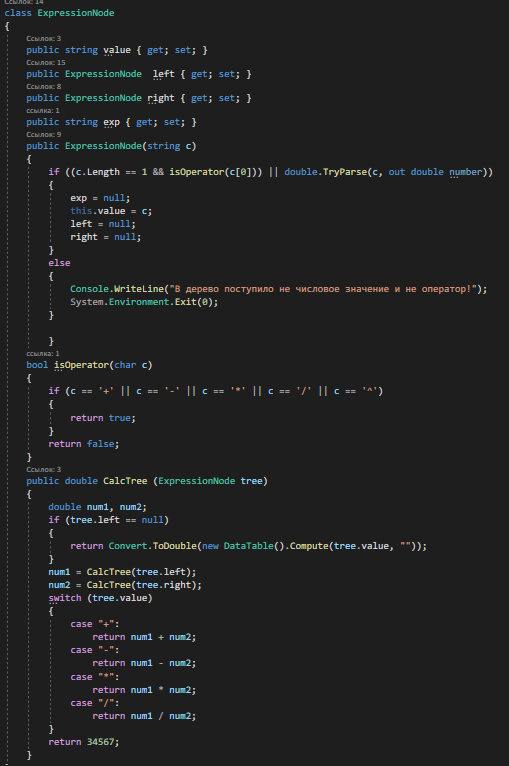 Ссылок: 14
class ExpressionNode
{
Ссылок: 3
public string value { get; set; }
Ссылок: 15
public ExpressionNode  left { get; set; }
Ссылок: 8
public ExpressionNode right { get; set; }
ссылка: 1
public string exp { get; set; }
Ссылок: 9
public ExpressionNode(string c)
{
if ((c.Length == 1 && isOperator(c[0])) || double.TryParse(c, out double number))
{
exp = null;
this.value = c;
left = null;
right = null;
}
else
{
Console.WriteLine("В дерево поступило не числовое значение и не оператор!");
System.Environment.Exit(0);
}
}
ссылка: 1
bool isOperator(char c)
{
if (c == '+' || c == '-' || c == '*' || c == '/' || c == '^')
{
return true;
}
return false;
}
Ссылок: 3
public double CalcTree (ExpressionNode tree)
{
double num1, num2;
if (tree.left == null)
{
return Convert.ToDouble(new DataTable().Compute(tree.value, ""));
}
num1 = CalcTree(tree.left);
num2 = CalcTree(tree.right);
switch (tree.value)
{
case "+":
return num1 + num2;
case "-":
return num1 - num2;
case "*":
return num1 * num2;
case "/":
return num1 / num2;
}
return 34567;
}